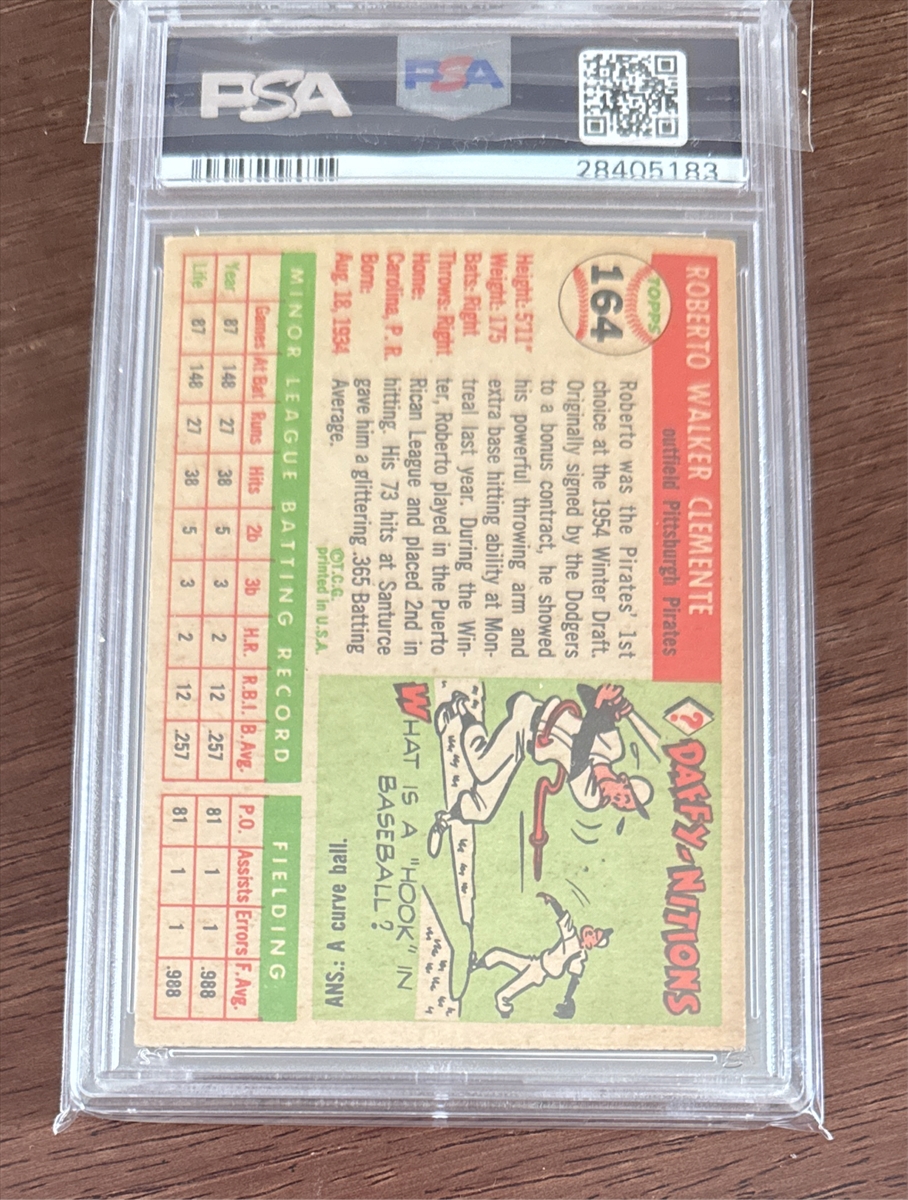 PSA
PSA
28405183
TOPPS
164
ROBERTO WALKER CLEMENTE
outfield Pittsburgh Pirates
Height: 5'11"
Weight: 175
Bats: Right
Throws: Right
Home:
Carolina, P. R.
Born:
Aug. 18, 1934
Roberto was the Pirates' 1st
choice at the 1954 Winter Draft.
Originally signed by the Dodgers
to a bonus contract, he showed
his powerful throwing arm and
extra base hitting ability at Mon-
treal last year. During the Win-
ter, Roberto played in the Puerto
Rican League and placed 2nd in
hitting. His 73 hits at Santurce
gave him a glittering .365 Batting
Average.
©T.C.G.
printed in U.S.A.
? DAFFY-NITIONS
WHAT IS A "HOOK" IN
BASEBALL?
ANS: A curve ball.
MINOR LEAGUE BATTING RECORD
FIELDING
Games At Bat Runs Hits 2b 3b H.R. R.B.I. B.Avg. P.O. Assists Errors F. Avg.
Year 87 148 27 38 5 3 2 12 .257 81 1 1 .988
Life 87 148 27 38 5 3 2 12 .257 81 1 1 .988